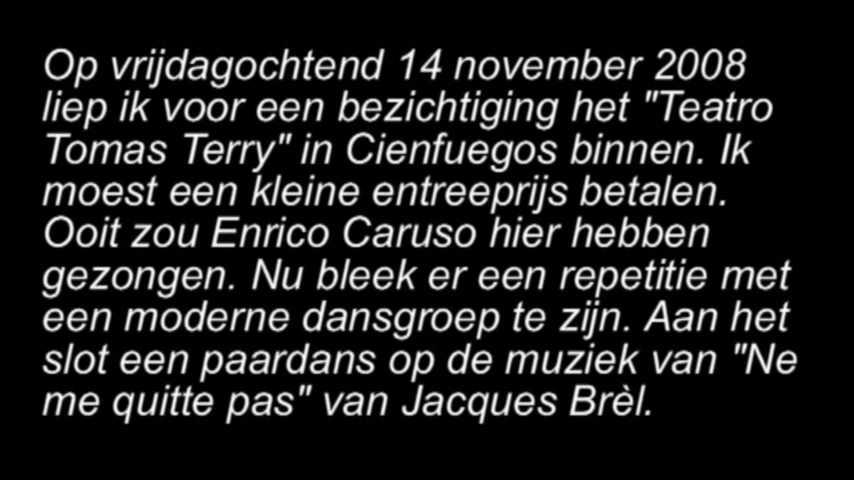 Op vrijdagochtend 14 november 2008
liep ik voor een bezichtiging het "Teatro
Tomas Terry" in Cienfuegos binnen. Ik
moest een kleine entreeprijs betalen.
Ooit zou Enrico Caruso hier hebben
gezongen. Nu bleek er een repetitie met
een moderne dansgroep te zijn. Aan het
slot een paardans op de muziek van "Ne
me quitte pas" van Jacques Brèl.